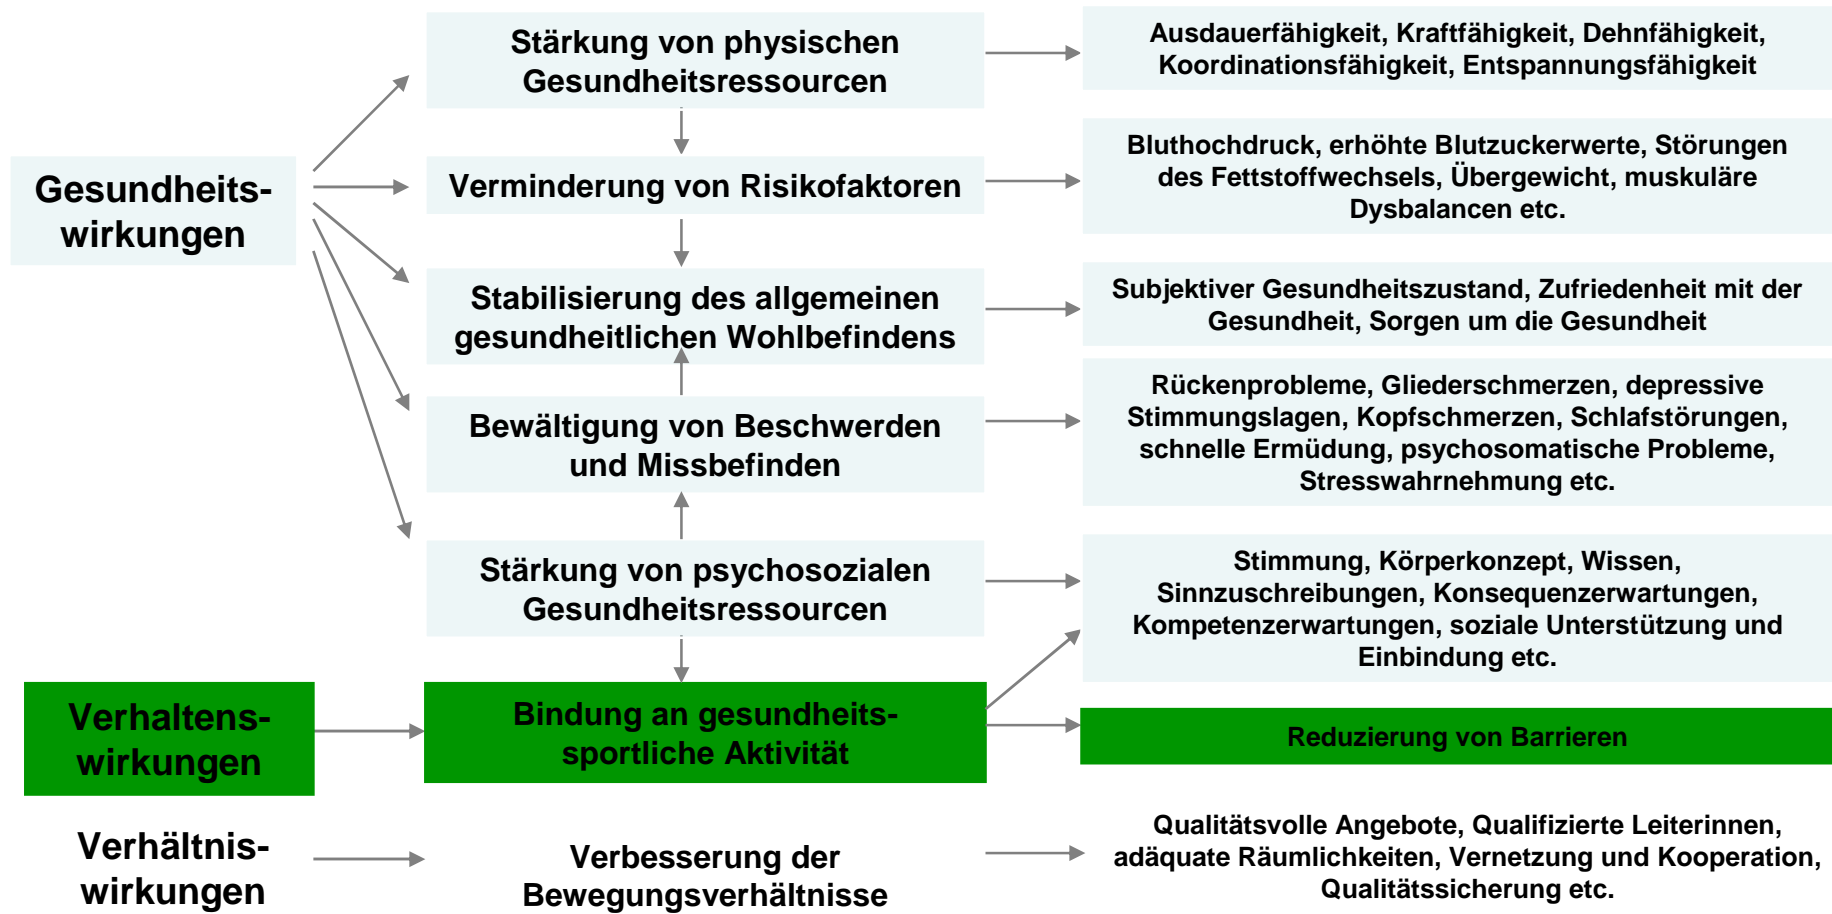 Stärkung von physischen
Gesundheitsressourcen
Ausdauerfähigkeit, Kraftfähigkeit, Dehnfähigkeit,
Koordinationsfähigkeit, Entspannungsfähigkeit
Gesundheits-
wirkungen
Verminderung von Risikofaktoren
Bluthochdruck, erhöhte Blutzuckerwerte, Störungen
des Fettstoffwechsels, Übergewicht, muskuläre
Dysbalancen etc.
Stabilisierung des allgemeinen
gesundheitlichen Wohlbefindens
Subjektiver Gesundheitszustand, Zufriedenheit mit der
Gesundheit, Sorgen um die Gesundheit
Bewältigung von Beschwerden
und Missbefinden
Rückenprobleme, Gliederschmerzen, depressive
Stimmungslagen, Kopfschmerzen, Schlafstörungen,
schnelle Ermüdung, psychosomatische Probleme,
Stresswahrnehmung etc.
Stärkung von psychosozialen
Gesundheitsressourcen
Stimmung, Körperkonzept, Wissen,
Sinnzuschreibungen, Konsequenzerwartungen,
Kompetenzerwartungen, soziale Unterstützung und
Einbindung etc.
Verhaltens-
wirkungen
Bindung an gesundheits-
sportliche Aktivität
Reduzierung von Barrieren
Verhältnis-
wirkungen
Verbesserung der
Bewegungsverhältnisse
Qualitätsvolle Angebote, Qualifizierte Leiterinnen,
adäquate Räumlichkeiten, Vernetzung und Kooperation,
Qualitätssicherung etc.